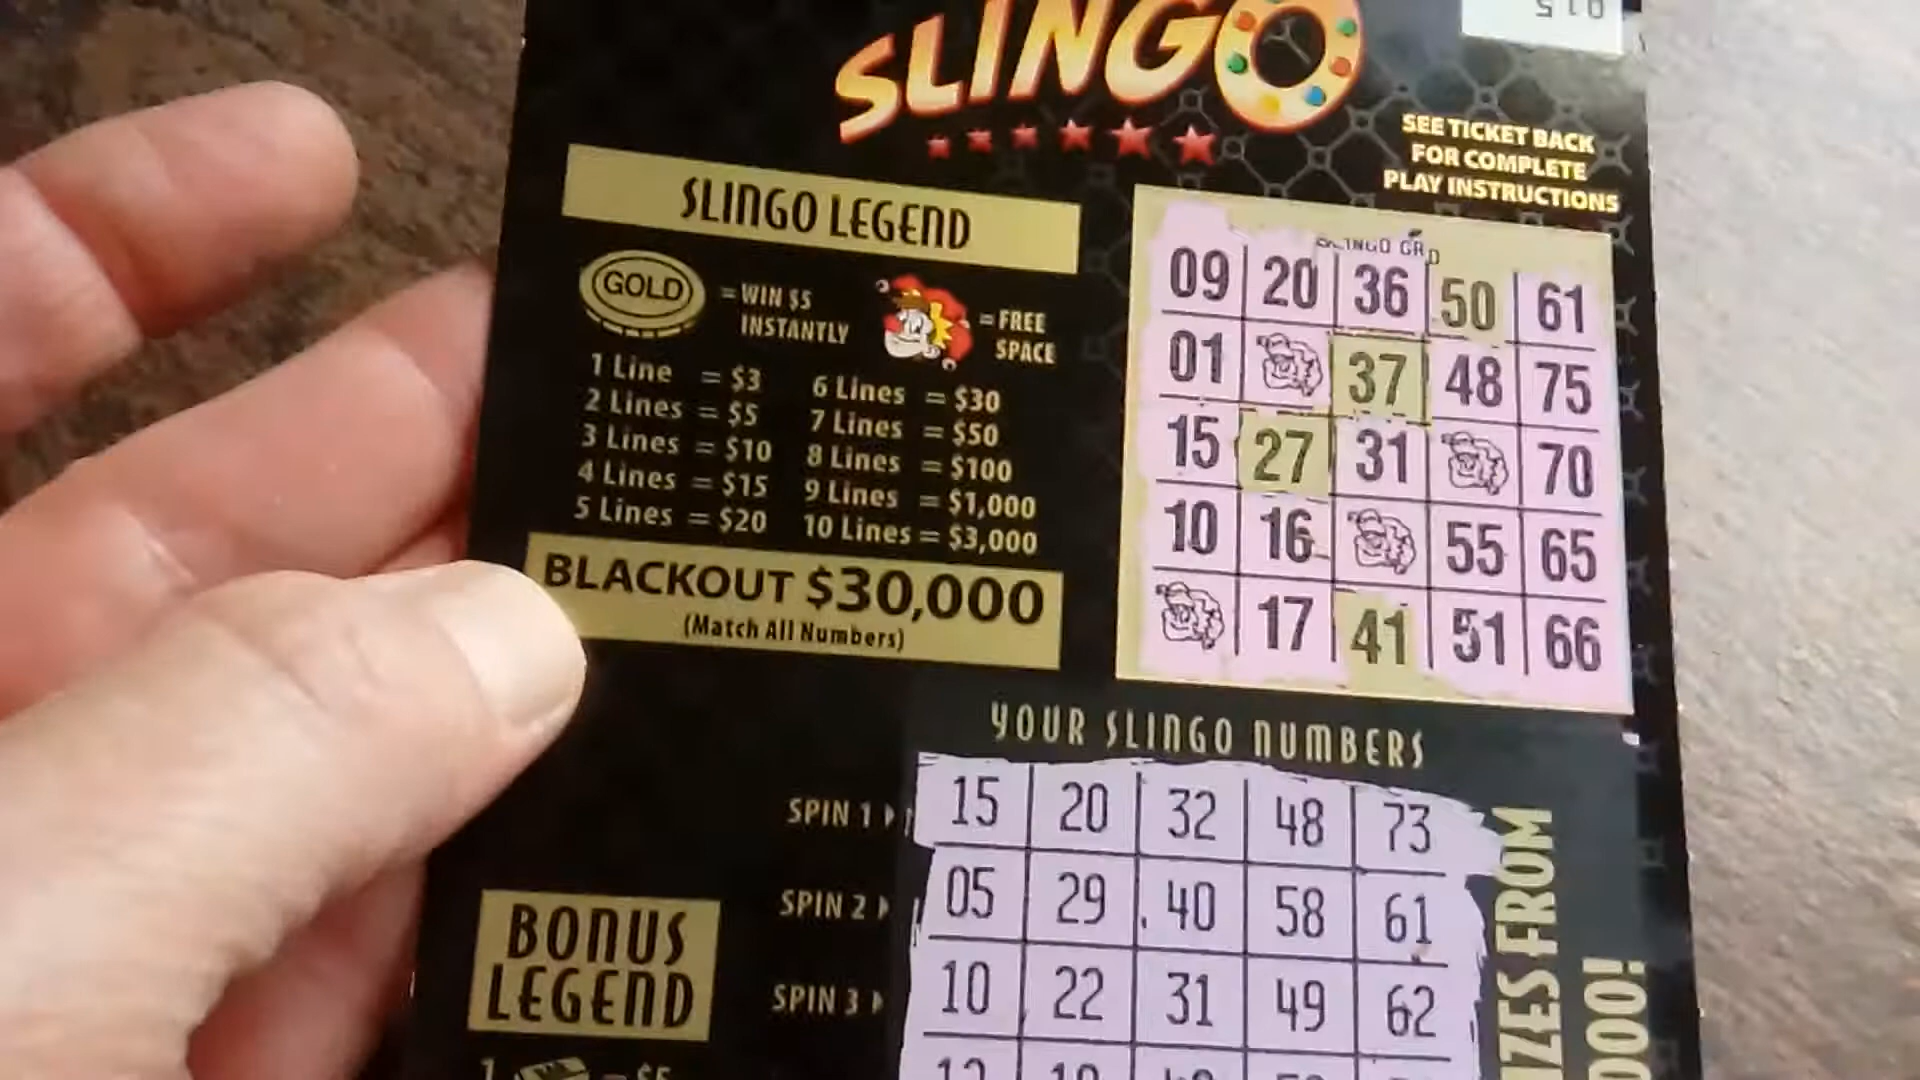 SLINGO
015
SEE TICKET BACK
FOR COMPLETE
PLAY INSTRUCTIONS
SLINGO LEGEND
GOLD = WIN $5
INSTANTLY
= FREE
SPACE
1 Line = $3
2 Lines = $5
3 Lines = $10
4 Lines = $15
5 Lines = $20
6 Lines = $30
7 Lines = $50
8 Lines = $100
9 Lines = $1,000
10 Lines = $3,000
BLACKOUT $30,000
(Match All Numbers)
09 20 36 50 61
01 37 48 75
15 27 31 70
10 16 55 65
17 41 51 66
YOUR SLINGO NUMBERS
SPIN 1 15 20 32 48 73
SPIN 2 05 29 40 58 61
SPIN 3 10 22 31 49 62
BONUS
LEGEND
1 = $5
FROM